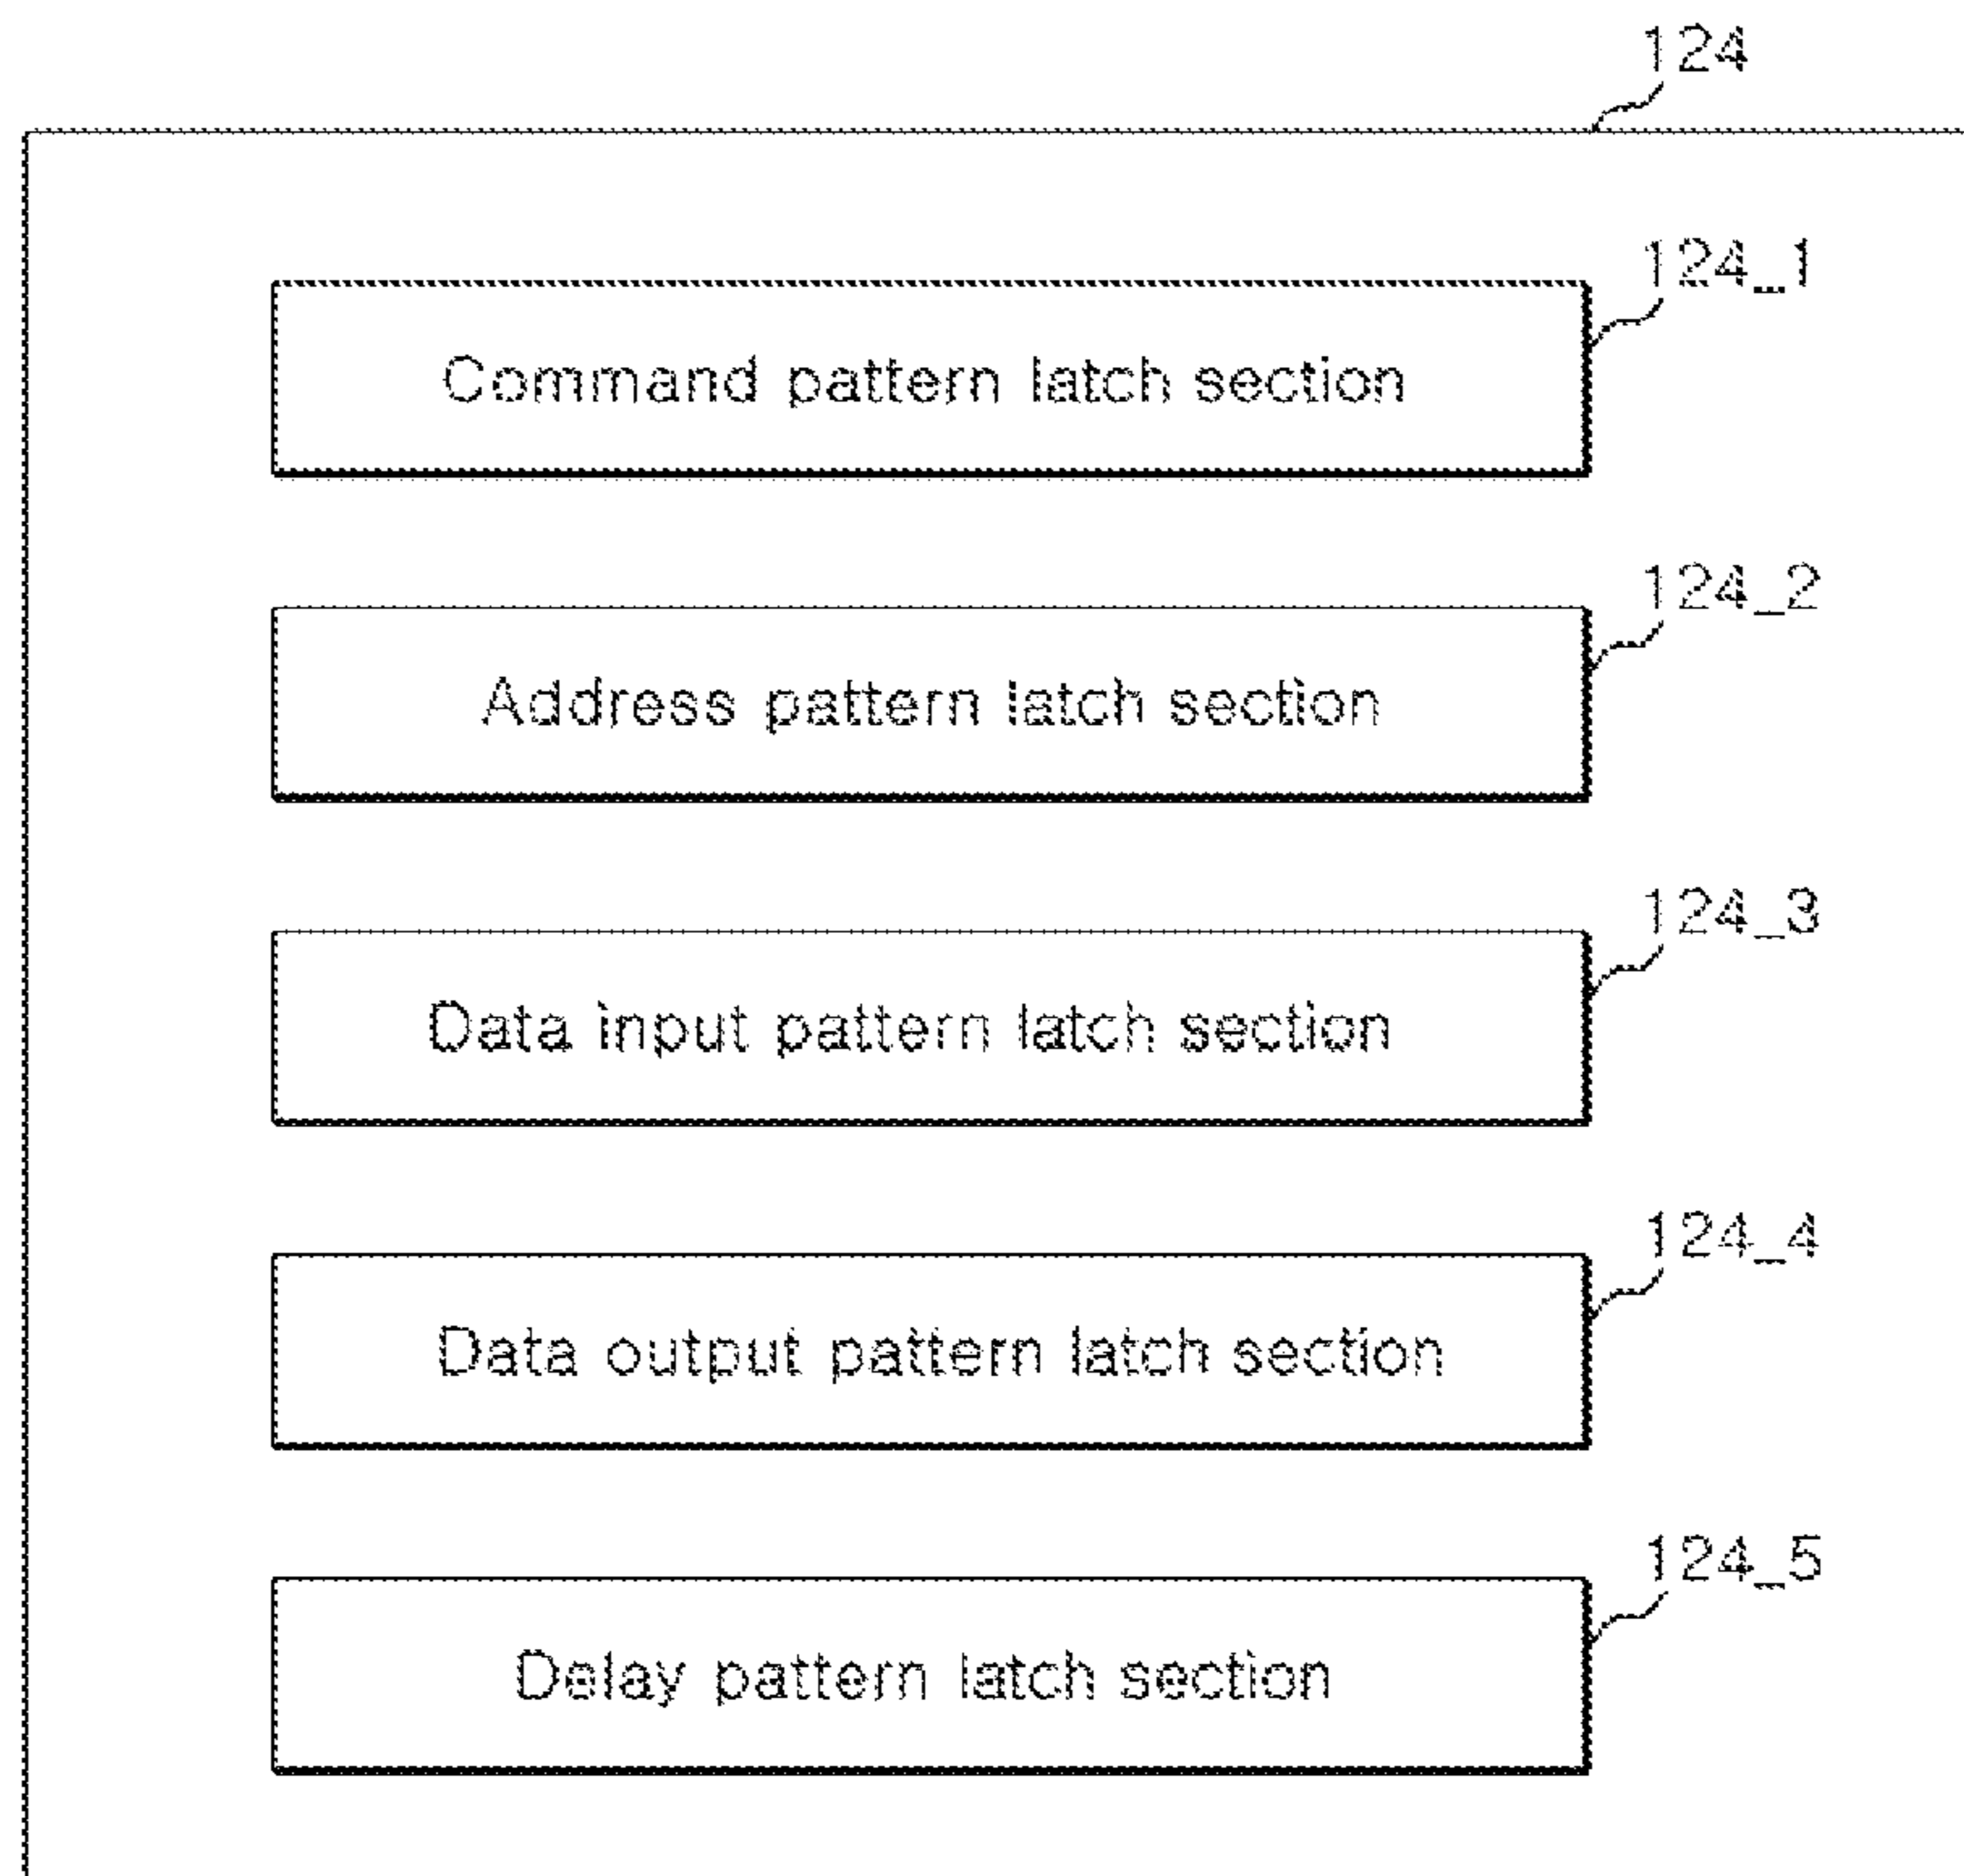 124
124_1
Command pattern latch section
124_2
Address pattern latch section
124_3
Data input pattern latch section
124_4
Data output pattern latch section
124_5
Delay pattern latch section